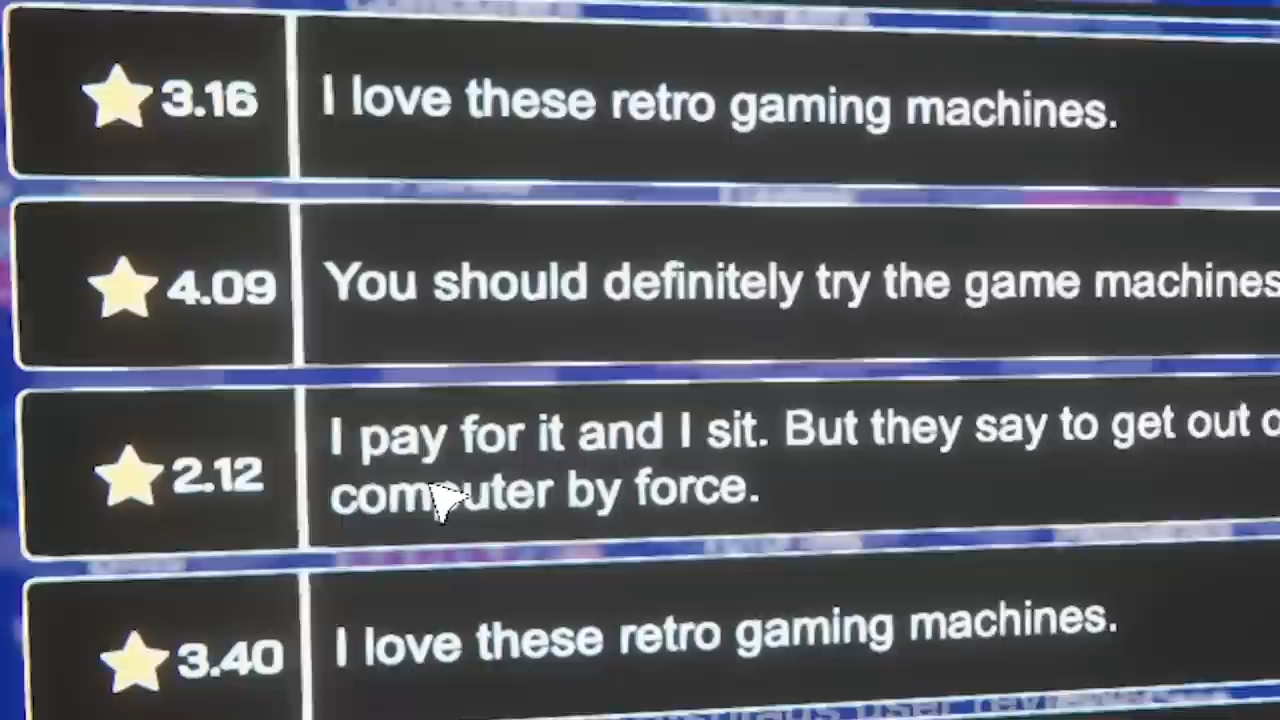 3.16
I love these retro gaming machines.
4.09
You should definitely try the game machines
2.12
I pay for it and I sit. But they say to get out
computer by force.
3.40
I love these retro gaming machines.
user